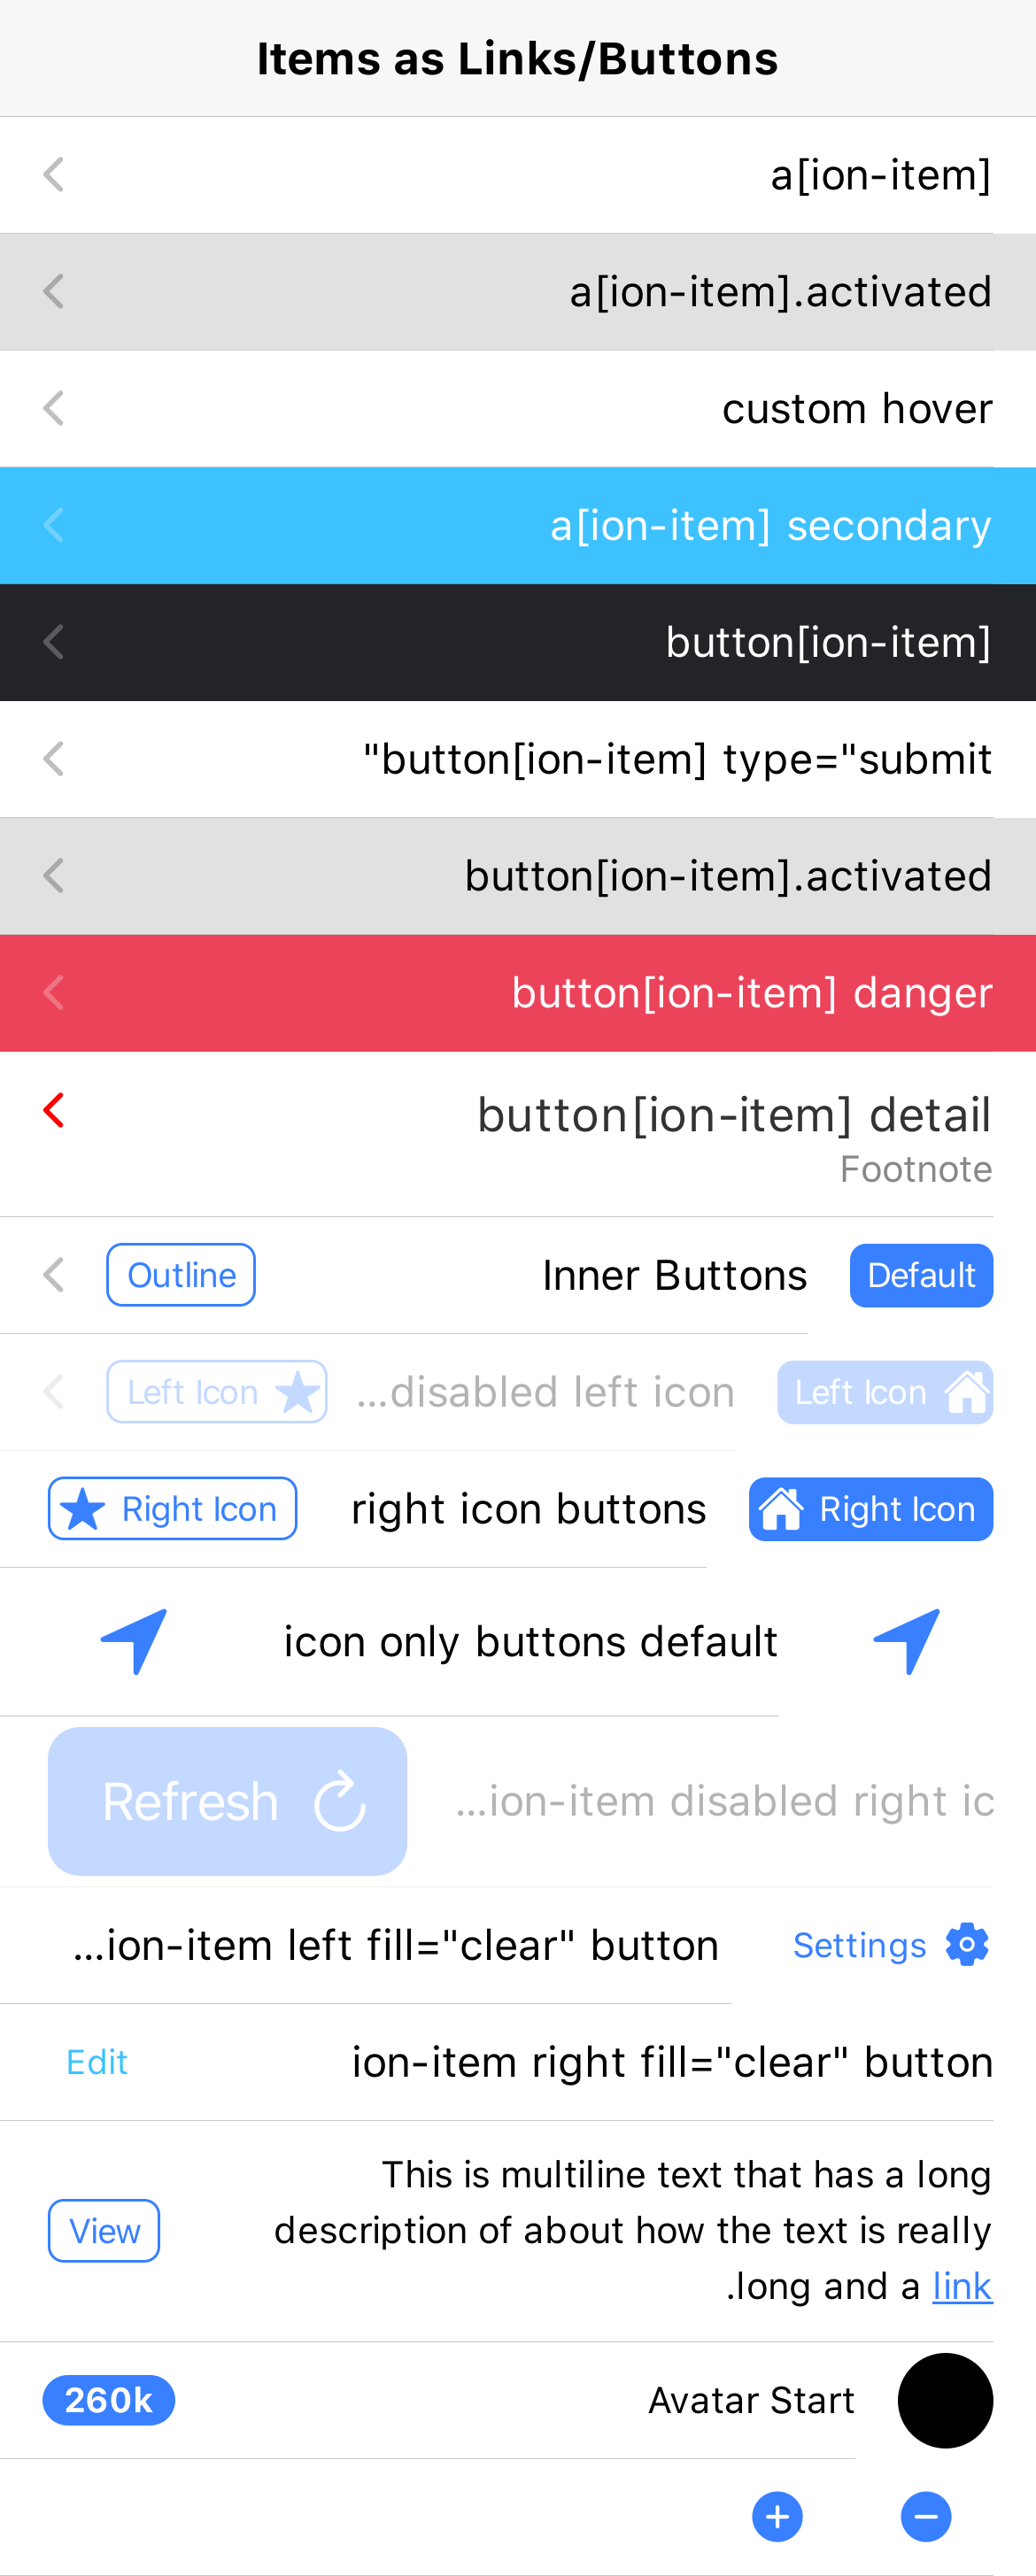 Items as Links/Buttons
a[ion-item]
a[ion-item].activated
custom hover
a[ion-item] secondary
button[ion-item]
"button[ion-item] type="submit
button[ion-item].activated
button[ion-item] danger
button[ion-item] detail
Footnote
Outline Inner Buttons Default
Left Icon ...disabled left icon Left Icon
Right Icon right icon buttons Right Icon
icon only buttons default
Refresh ...ion-item disabled right ic
...ion-item left fill="clear" button Settings
Edit ion-item right fill="clear" button
This is multiline text that has a long
View description of about how the text is really
.long and a link
260k Avatar Start